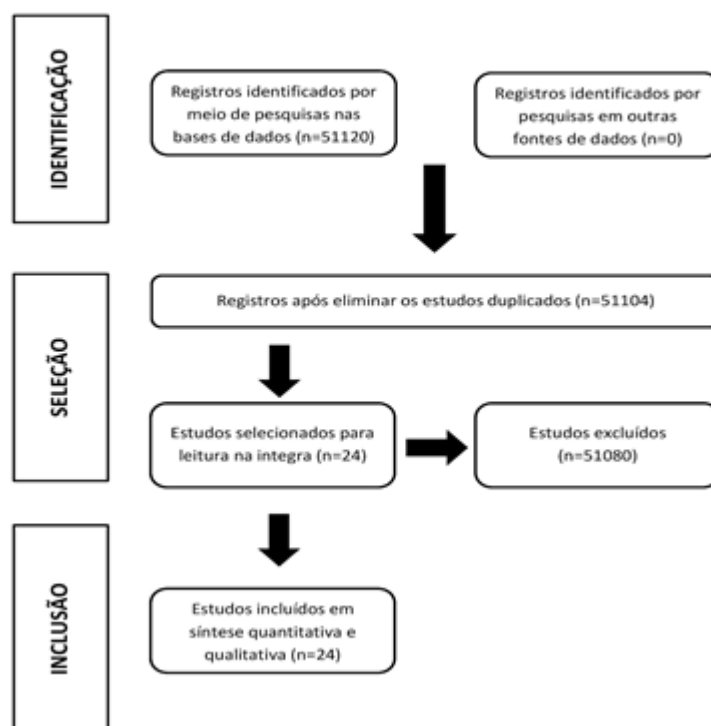 IDENTIFICAÇÃO
Registros identificados por
meio de pesquisas nas
bases de dados (n=51120)
Registros identificados por
pesquisas em outras
fontes de dados (n=0)
SELEÇÃO
Registros após eliminar os estudos duplicados (n=51104)
Estudos selecionados para
leitura na integra (n=24)
Estudos excluídos
(n=51080)
INCLUSÃO
Estudos incluídos em
síntese quantitativa e
qualitativa (n=24)